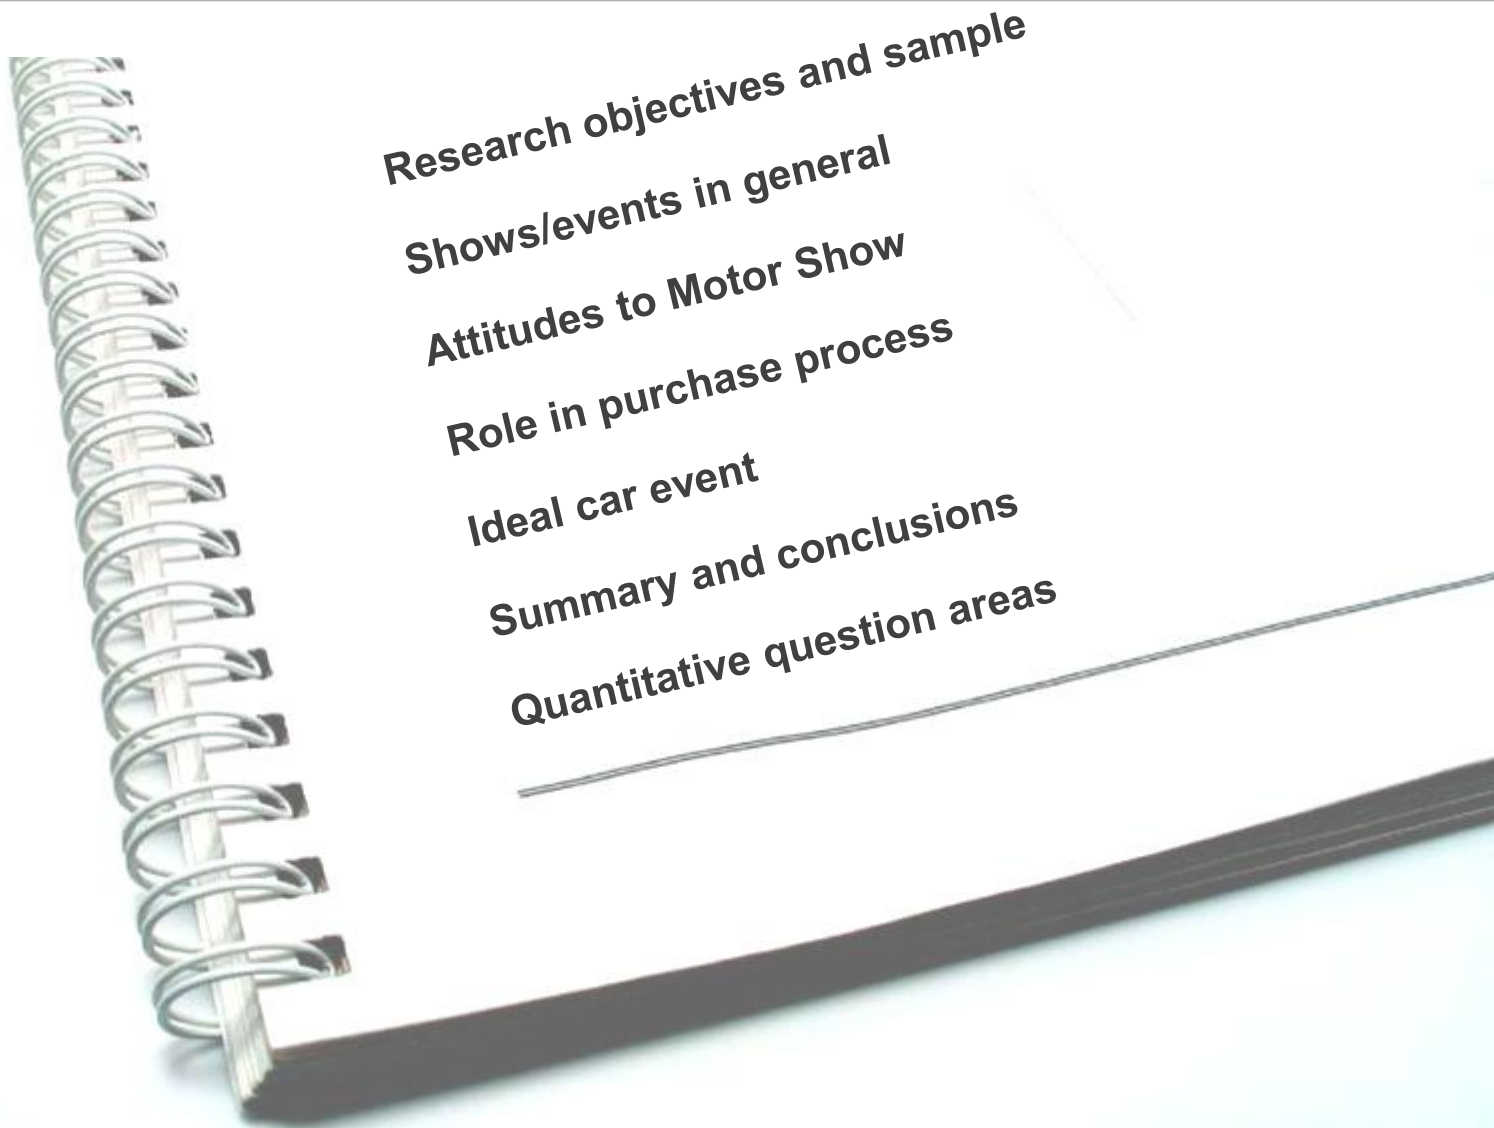 Research objectives and sample
Shows/events in general
Attitudes to Motor Show
Role in purchase process
Ideal car event
Summary and conclusions
Quantitative question areas